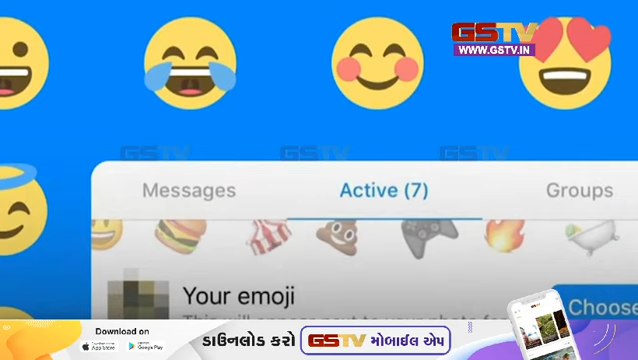 GSTV
WWW.GSTV.IN
GSTV GSTV GSTV
Messages Active (7) Groups
Your emoji
Choose
Download on
App Store Google Play
ડાઉનલોડ કરો GSTV મોબાઈલ એપ